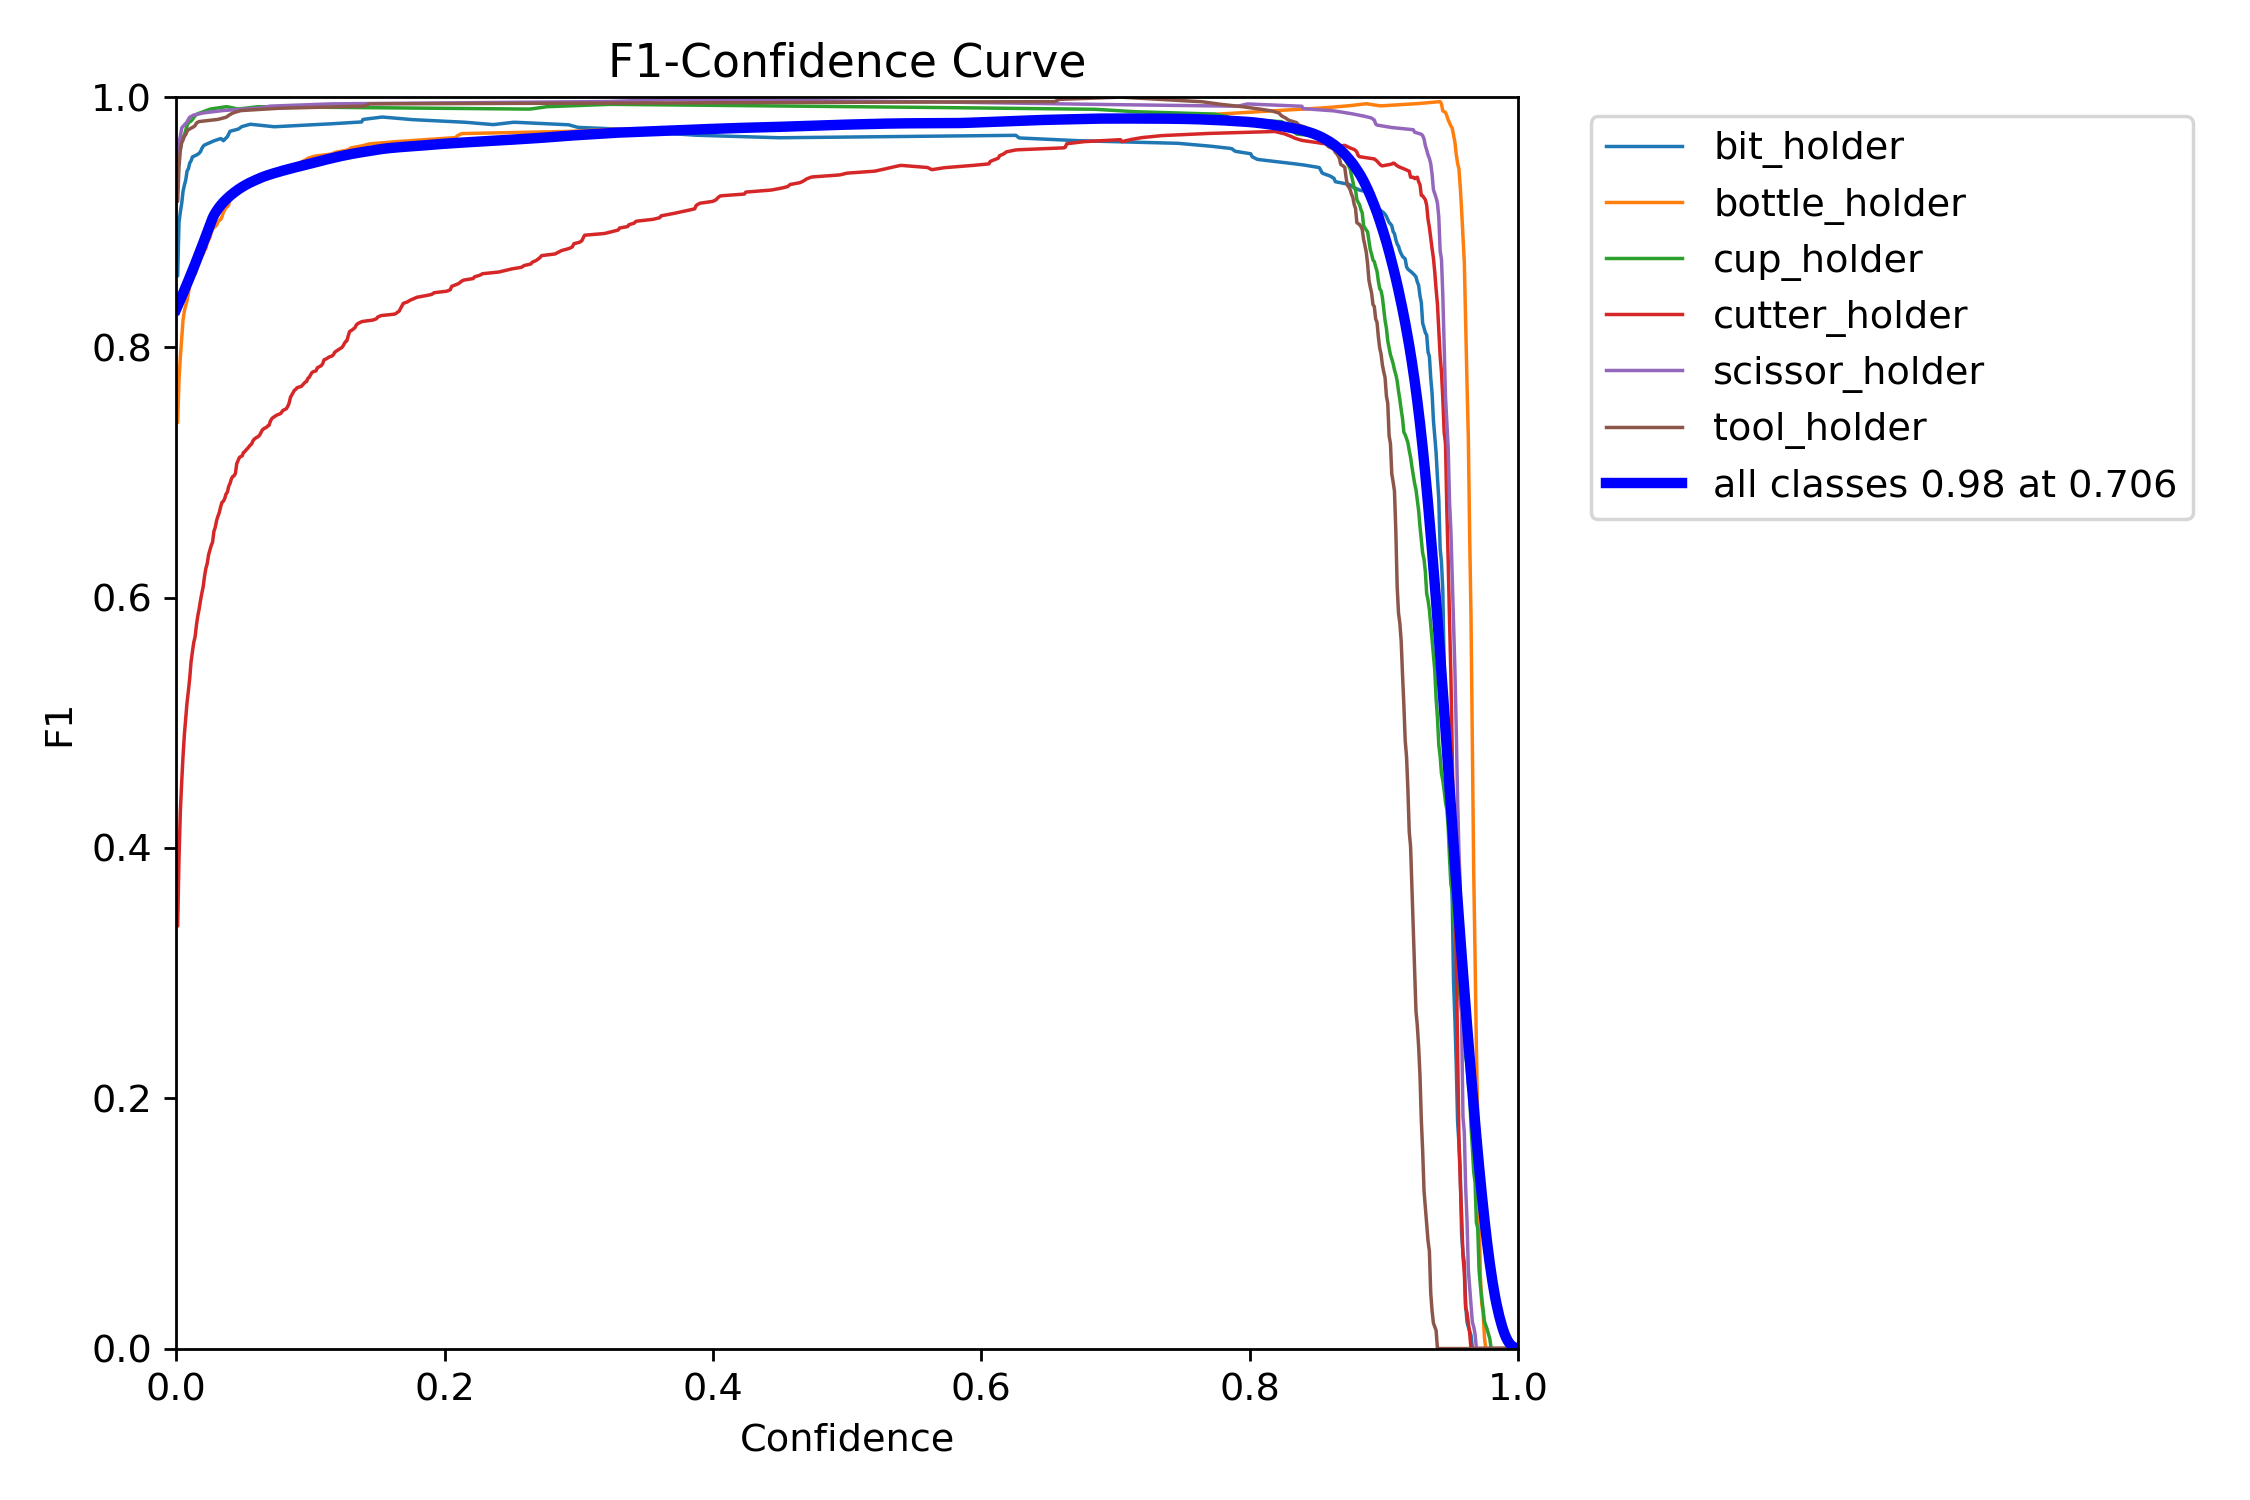 F1-Confidence Curve
1.0
0.8
0.6
0.4
0.2
0.0
F1
0.0 0.2 0.4 0.6 0.8 1.0
Confidence
bit_holder
bottle_holder
cup_holder
cutter_holder
scissor_holder
tool_holder
all classes 0.98 at 0.706